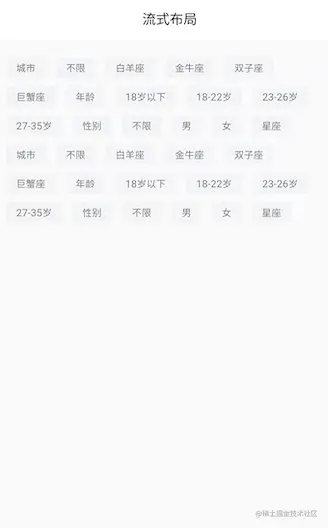 流式布局
城市 不限 白羊座 金牛座 双子座
巨蟹座 年龄 18岁以下 18-22岁 23-26岁
27-35岁 性别 不限 男 女 星座
城市 不限 白羊座 金牛座 双子座
巨蟹座 年龄 18岁以下 18-22岁 23-26岁
27-35岁 性别 不限 男 女 星座
@稀土掘金技术社区